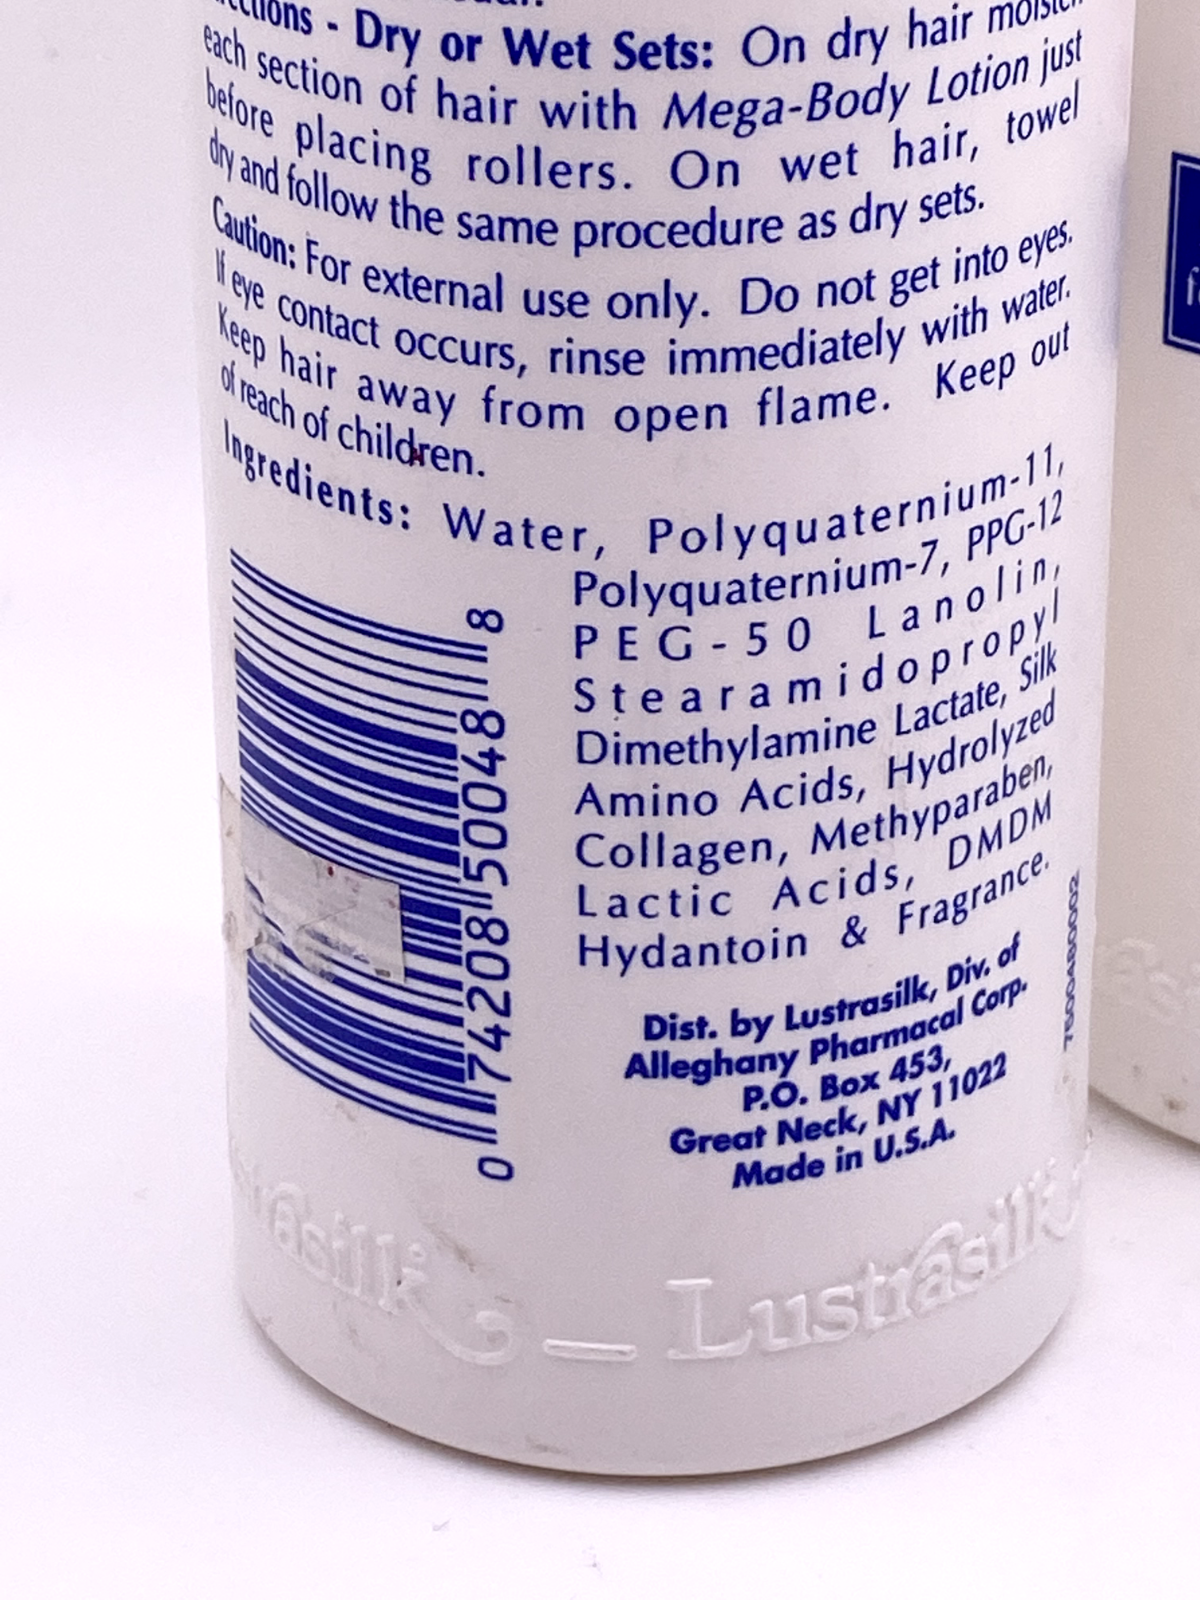 - Dry or Wet Sets: On dry hair
each section of hair with Mega-Body Lotion just
before placing rollers. On wet hair, towel
dry and follow the same procedure as dry sets.
Caution: For external use only. Do not get into eyes.
If eye contact occurs, rinse immediately with water.
Keep hair away from open flame. Keep out
of reach of children.
Ingredients: Water, Polyquaternium-11,
Polyquaternium-7, PPG-12
PEG-50 Lanolin,
Stearamidopropyl
Dimethylamine Lactate, Silk
Amino Acids, Hydrolyzed
Collagen, Methyparaben,
Lactic Acids, DMDM
Hydantoin & Fragrance.
Dist. by Lustrasilk, Div. of
Alleghany Pharmacal Corp.
P.O. Box 453,
Great Neck, NY 11022
Made in U.S.A.
0 74208 50048 8
7500480002
Lustrasilk